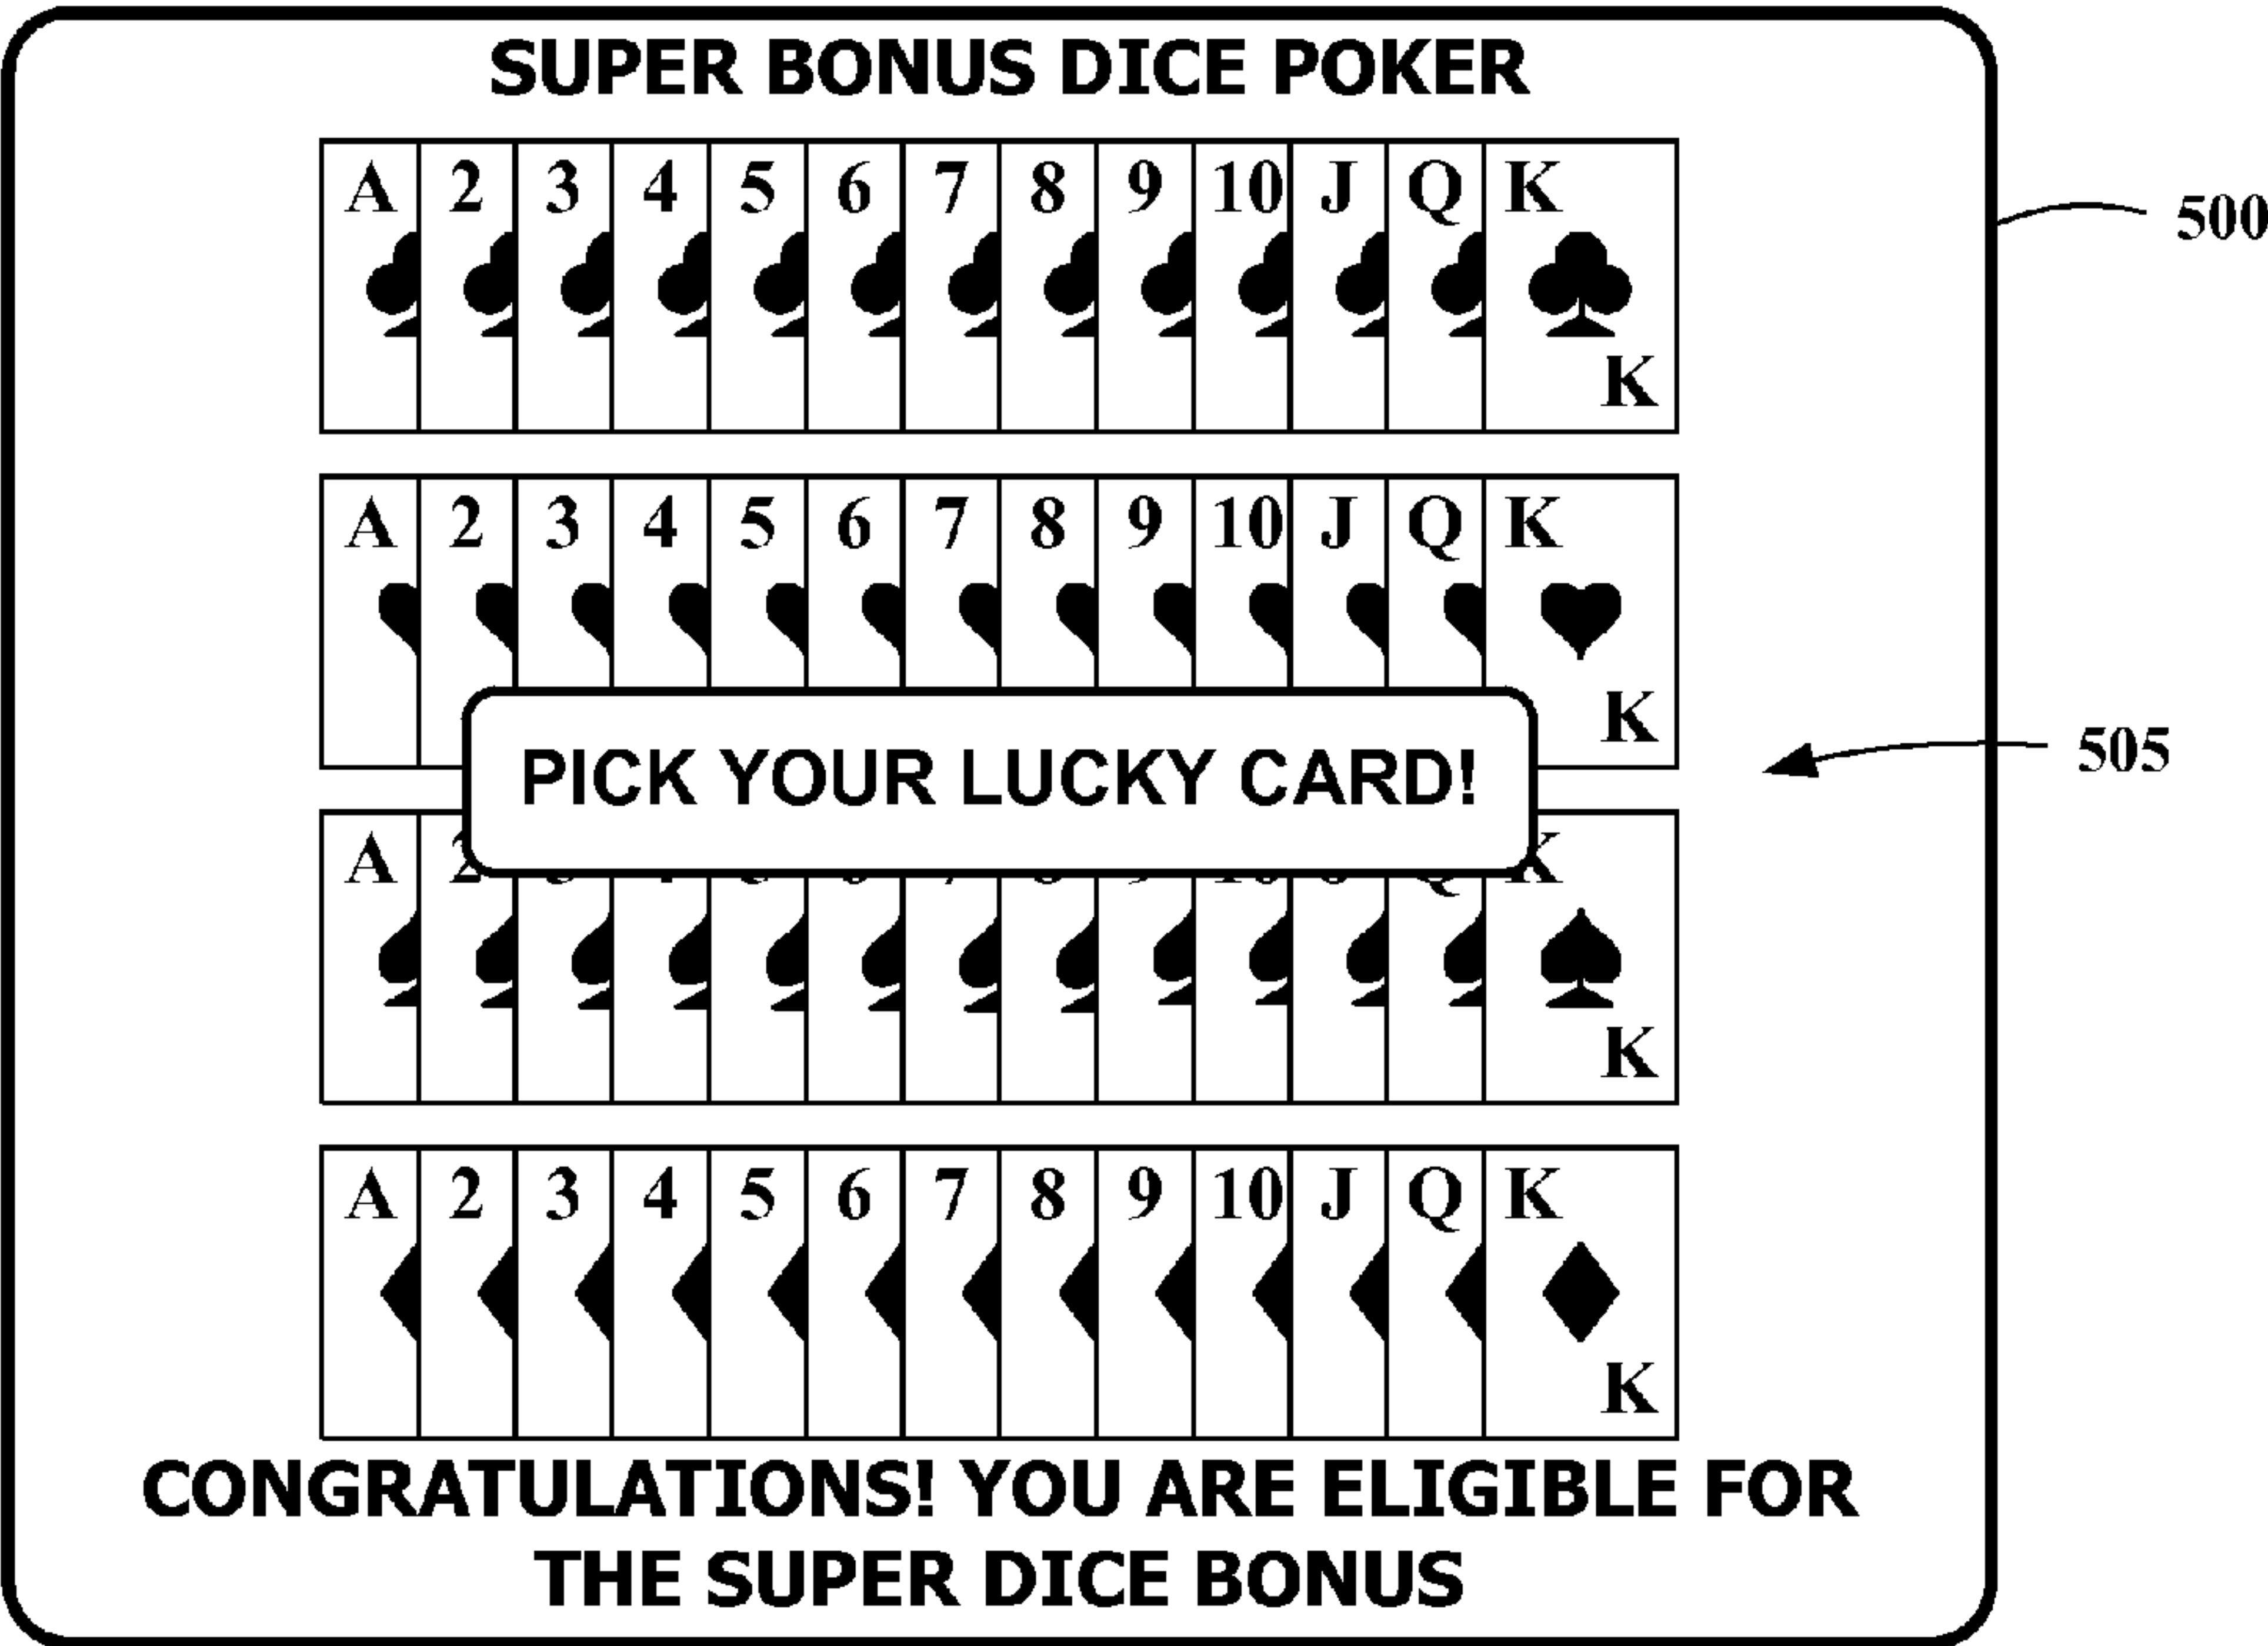 SUPER BONUS DICE POKER
A 2 3 4 5 6 7 8 9 10 J Q K
500
K
A 2 3 4 5 6 7 8 9 10 J Q K
K
505
PICK YOUR LUCKY CARD!
A 2 K
K
A 2 3 4 5 6 7 8 9 10 J Q K
K
CONGRATULATIONS! YOU ARE ELIGIBLE FOR
THE SUPER DICE BONUS